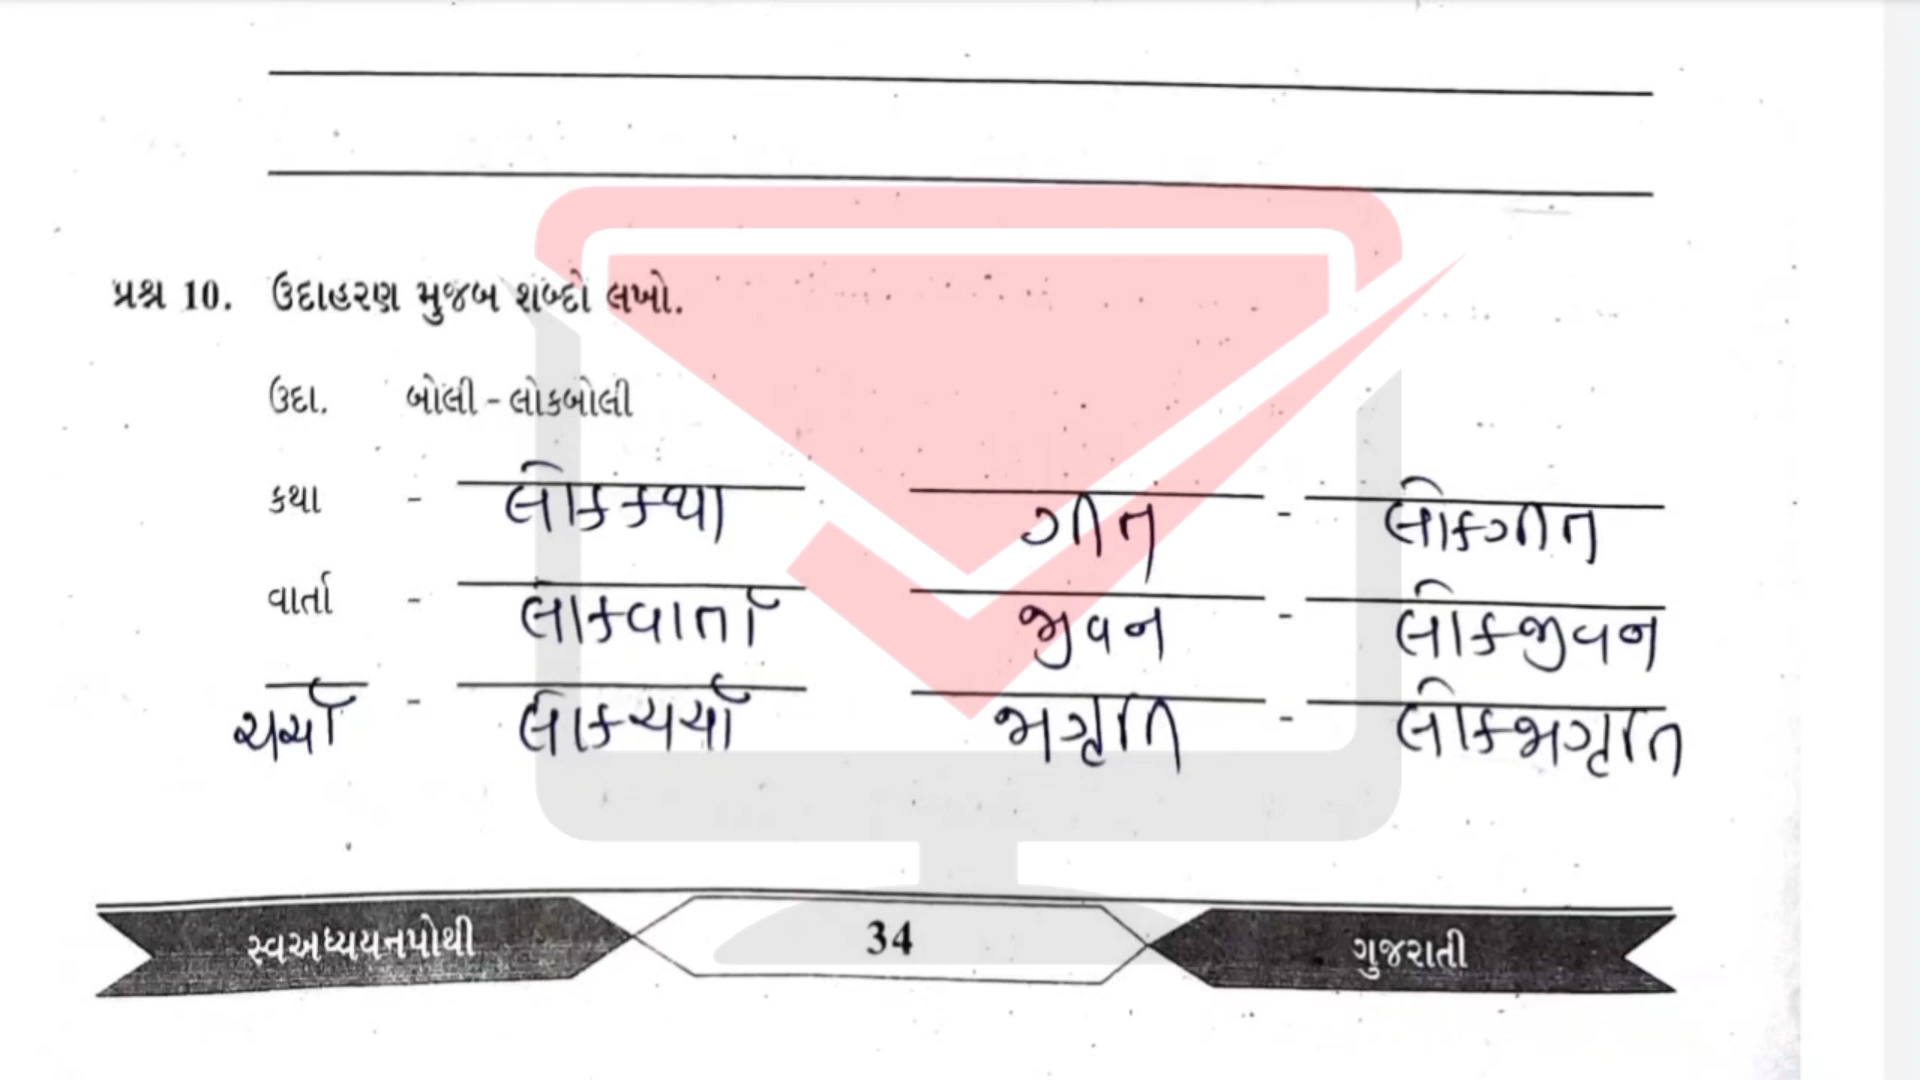 પ્રશ્ન 10. ઉદાહરણ મુજબ શબ્દો લખો.
ઉદા. બોલી - લોકબોલી
કથા - લોકકથા ગીત - લોકગીત
વાર્તા - લોકવાર્તા જીવન - લોકજીવન
ચર્ચા - લોકચર્ચા જાગૃતિ - લોકજાગૃતિ
સ્વઅધ્યયનપોથી 34 ગુજરાતી